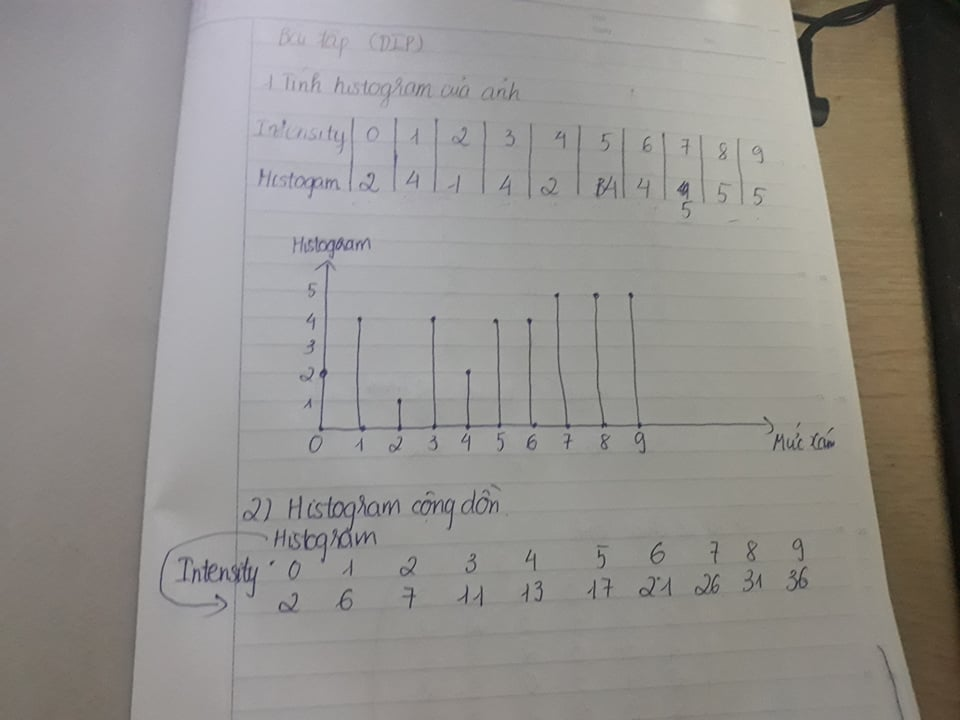 Bài tập (DIP)
1 Tính histogram của ảnh
Intensity 0 1 2 3 4 5 6 7 8 9
Histogam 2 4 1 4 2 4 4 5 5 5
Histogram
5
4
3
2
1
0 1 2 3 4 5 6 7 8 9 Mức xám
2) Histogram cộng dồn
Histogram
Intensity 0 1 2 3 4 5 6 7 8 9
2 6 7 11 13 17 21 26 31 36